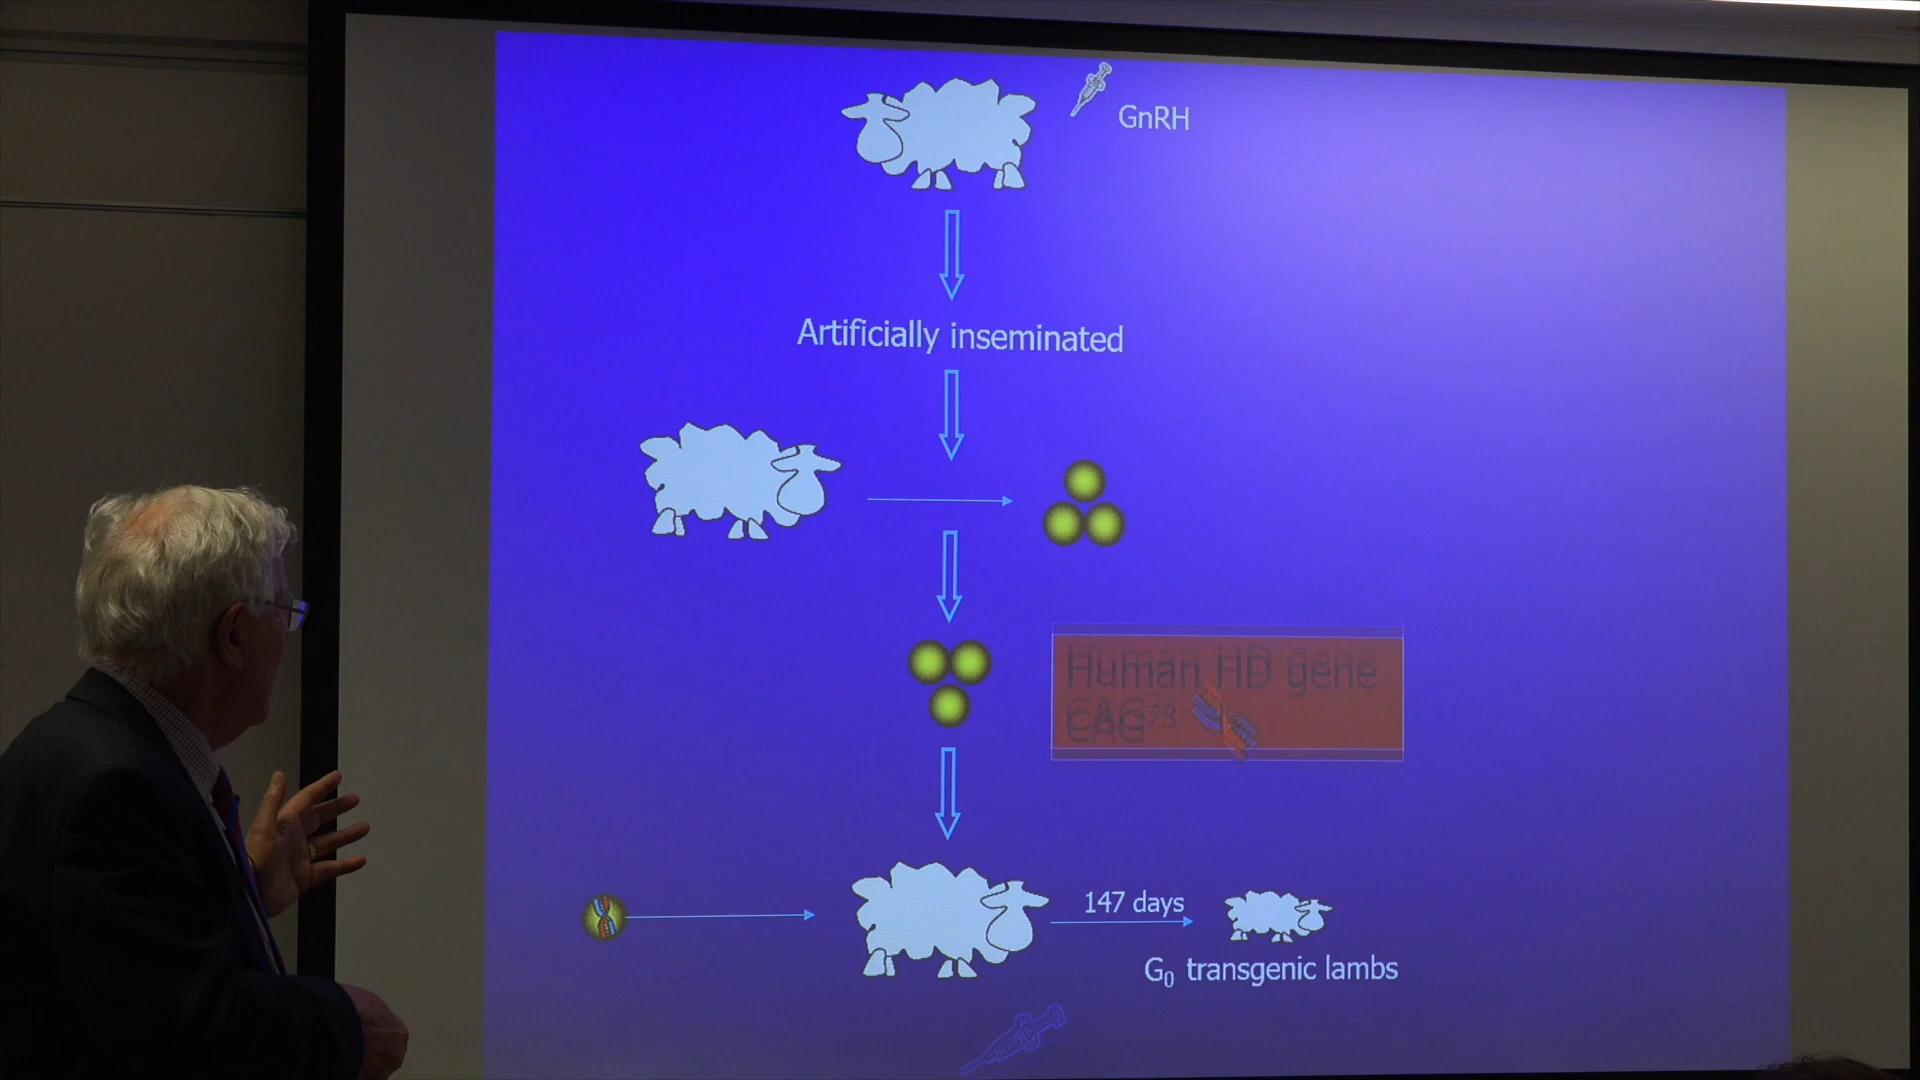 GnRH
Artificially inseminated
Human HD gene
CAG⁷³
147 days
G₀ transgenic lambs